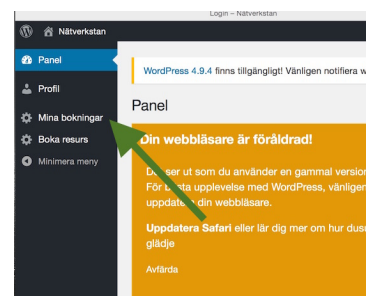 Login – Nätverkstan
Nätverkstan
Panel
Profil
Mina bokningar
Boka resurs
Minimera meny
WordPress 4.9.4 finns tillgängligt! Vänligen notifiera w
Panel
Din webbläsare är föråldrad!
ser ut som du använder en gammal version
För bästa upplevelse med WordPress, vänligen
uppdatera din webbläsare.
Uppdatera Safari eller lär dig mer om hur
glädje
Avfärda